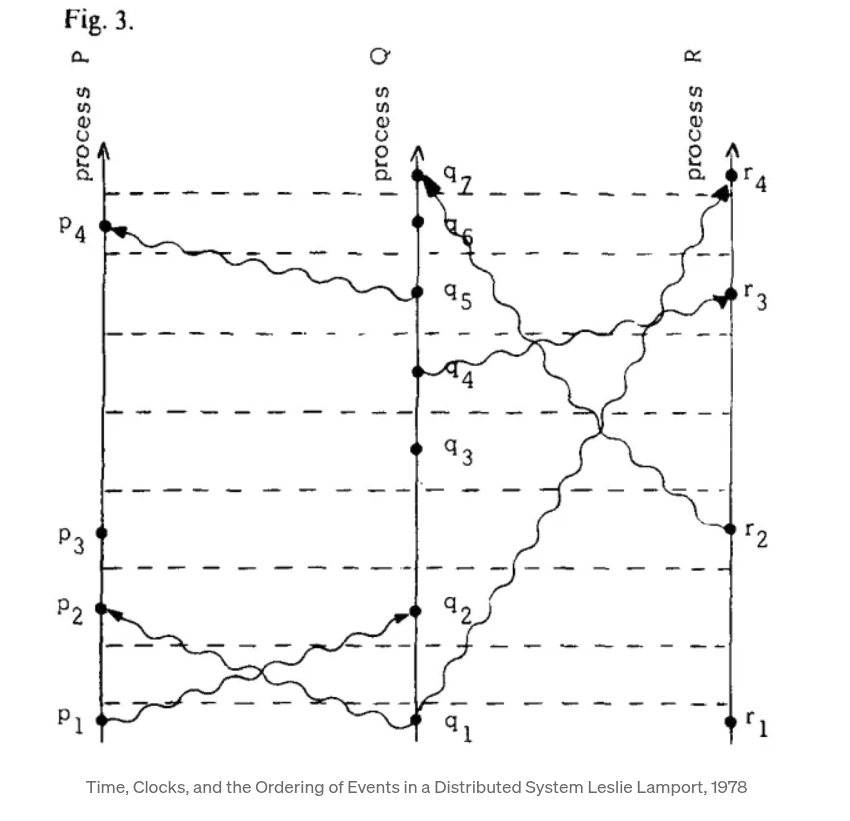 Fig. 3.
process P
process Q
process R
q7
r4
p4
q6
q5
r3
q4
q3
p3
r2
p2
q2
p1
q1
r1
Time, Clocks, and the Ordering of Events in a Distributed System Leslie Lamport, 1978